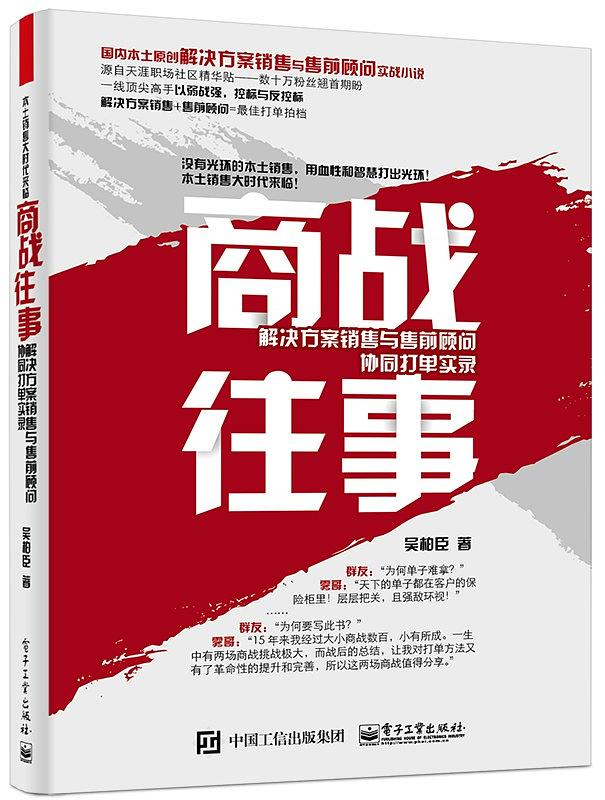 国内本土原创解决方案销售与售前顾问实战小说
源自天涯职场社区精华贴——数十万粉丝翘首期盼
一线顶尖高手以弱战强，控标与反控标
解决方案销售+售前顾问=最佳打单拍档
没有光环的本土销售，用血性和智慧打出光环！
本土销售大时代来临！
商战
解决方案销售与售前顾问
协同打单实录
往事
吴柏臣 著
群友：“为何单子难拿？”
雾哥：“天下的单子都在客户的保
险柜里！层层把关，且强敌环视！”
……
群友：“为何要写此书？”
雾哥：“15年来我经过大小商战数百，小有所成。一生
中有两场商战挑战极大，而战后的总结，让我对打单方法又
有了革命性的提升和完善，所以这两场商战值得分享。”
中国工信出版集团
电子工业出版社
PUBLISHING HOUSE OF ELECTRONICS INDUSTRY
http://www.phei.com.cn
本土销售大时代来临
商战往事
解决方案销售与售前顾问
协同打单实录
吴柏臣 著
电子工业出版社